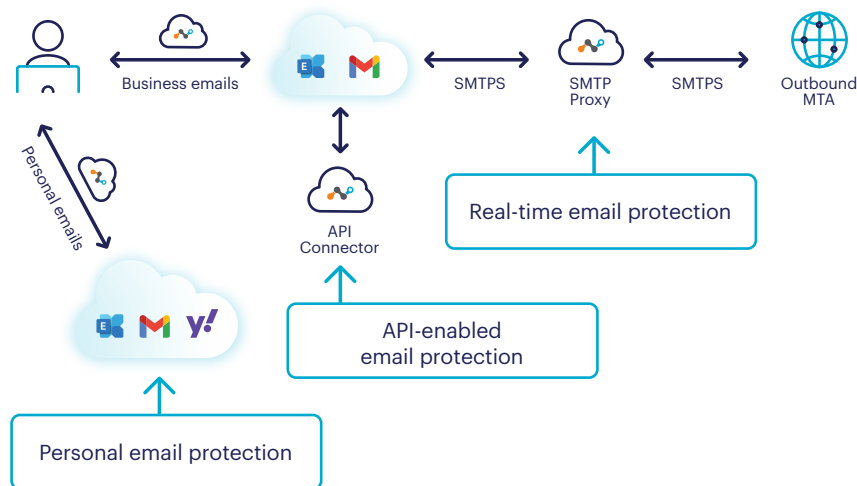 Business emails
SMTPS
SMTP
Proxy
SMTPS
Outbound
MTA
Personal emails
API
Connector
Real-time email protection
E
E
y!
API-enabled
email protection
Personal email protection